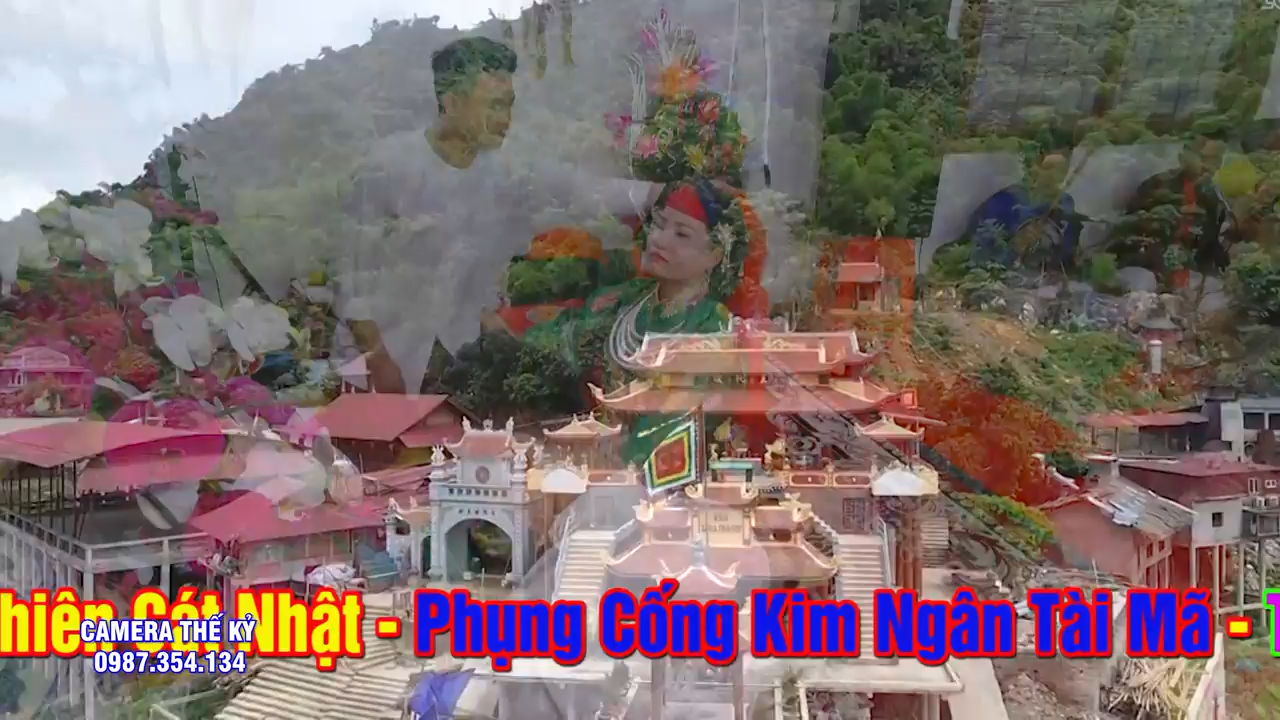 hiên Cát Nhật - Phụng Cống Kim Ngân Tài Mã - T
CAMERA THẾ KỶ
0987.354.134